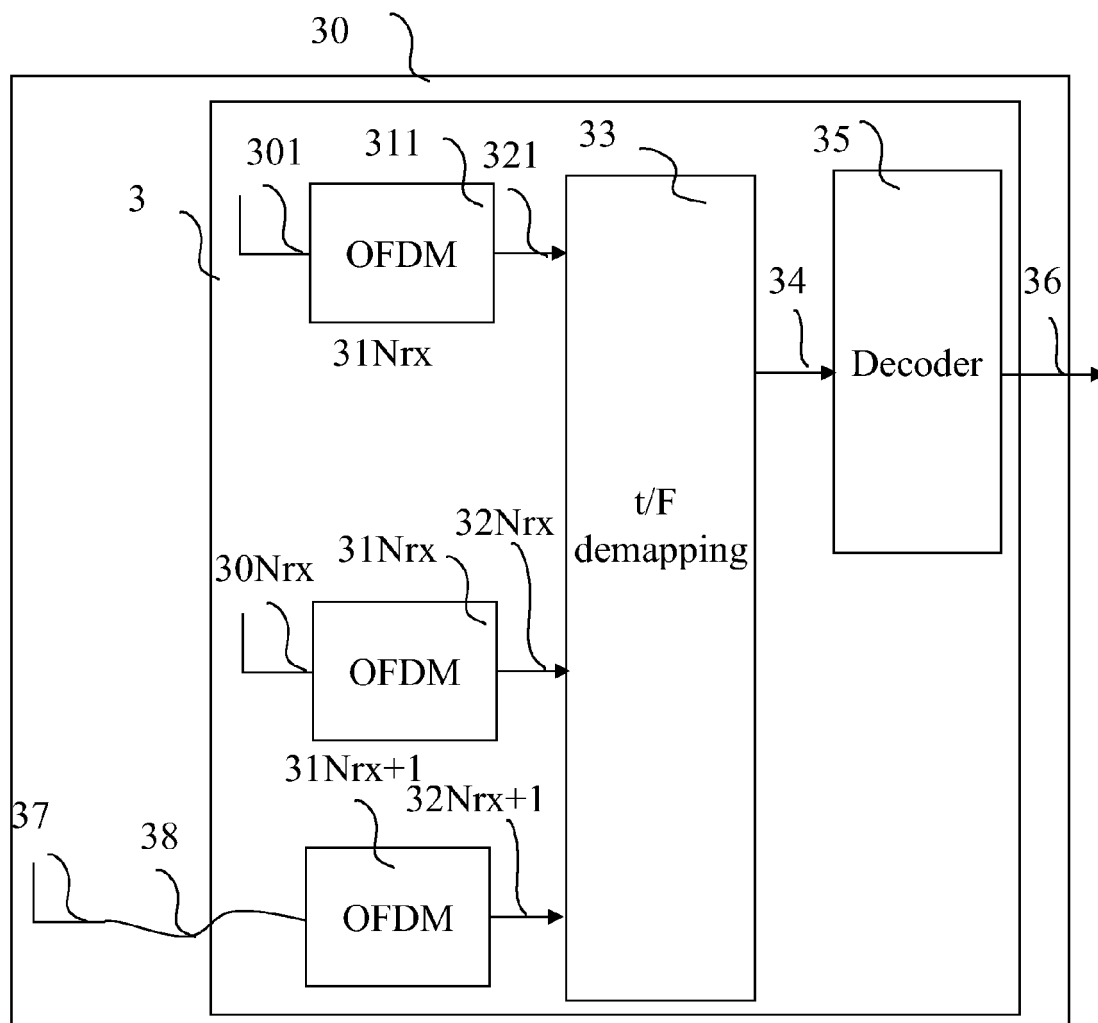 30
301
311
321
33
35
3
OFDM
34
36
31Nrx
Decoder
t/F
demapping
30Nrx
31Nrx
32Nrx
OFDM
31Nrx+1
32Nrx+1
37
38
OFDM